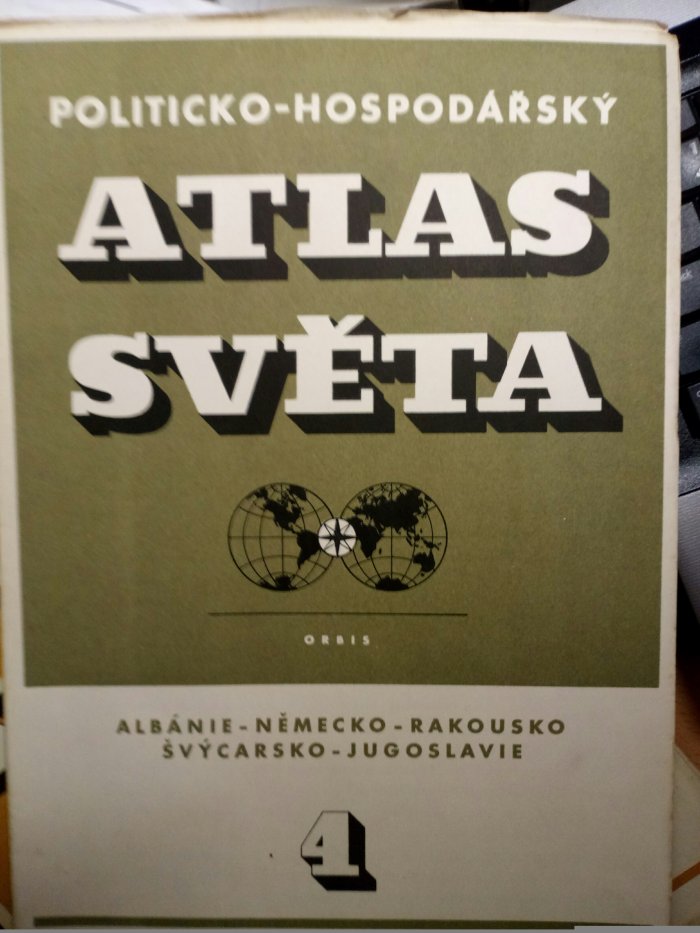 POLITICKO-HOSPODÁŘSKÝ
ATLAS
SVĚTA
ORBIS
ALBÁNIE-NĚMECKO-RAKOUSKO
ŠVÝCARSKO-JUGOSLAVIE
4